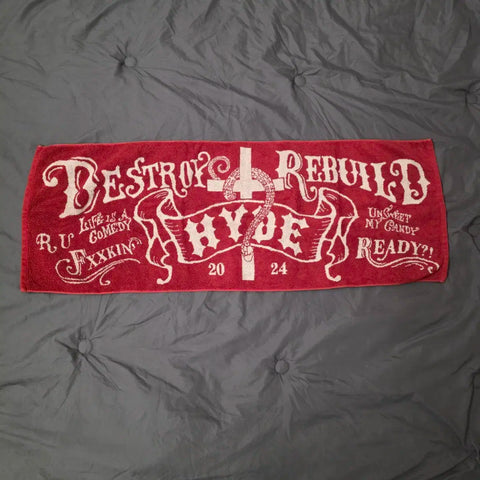 DESTROY REBUILD
LIFE IS A
COMEDY
R U
FXXKIN'
HYDE
20 24
UNSWEET
MY CANDY
READY?!